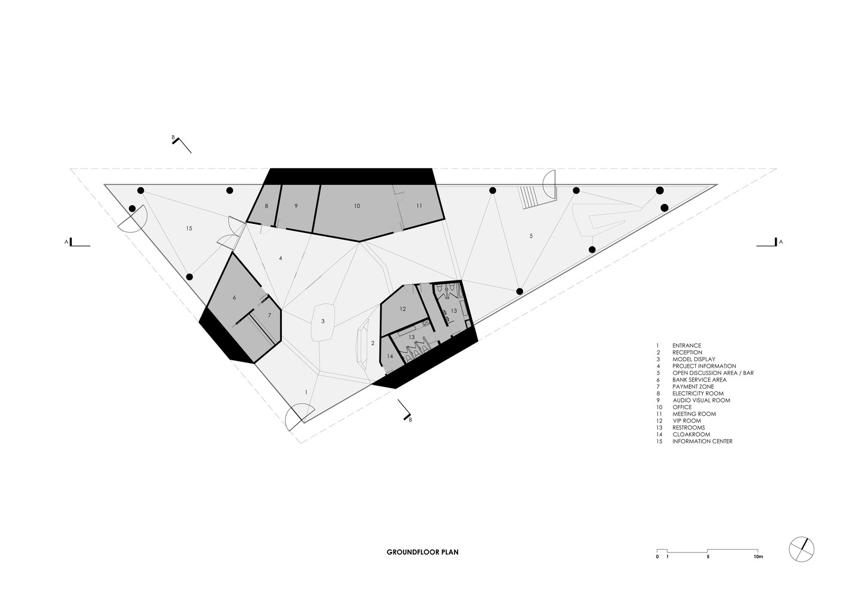 B
A
A
8
9
10
11
15
5
4
6
7
3
12
13
2
13
14
1
B
1 ENTRANCE
2 RECEPTION
3 MODEL DISPLAY
4 PROJECT INFORMATION
5 OPEN DISCUSSION AREA / BAR
6 BANK SERVICE AREA
7 PAYMENT ZONE
8 ELECTRICITY ROOM
9 AUDIO VISUAL ROOM
10 OFFICE
11 MEETING ROOM
12 VIP ROOM
13 RESTROOMS
14 CLOAKROOM
15 INFORMATION CENTER
GROUNDFLOOR PLAN
0 1 5 10m